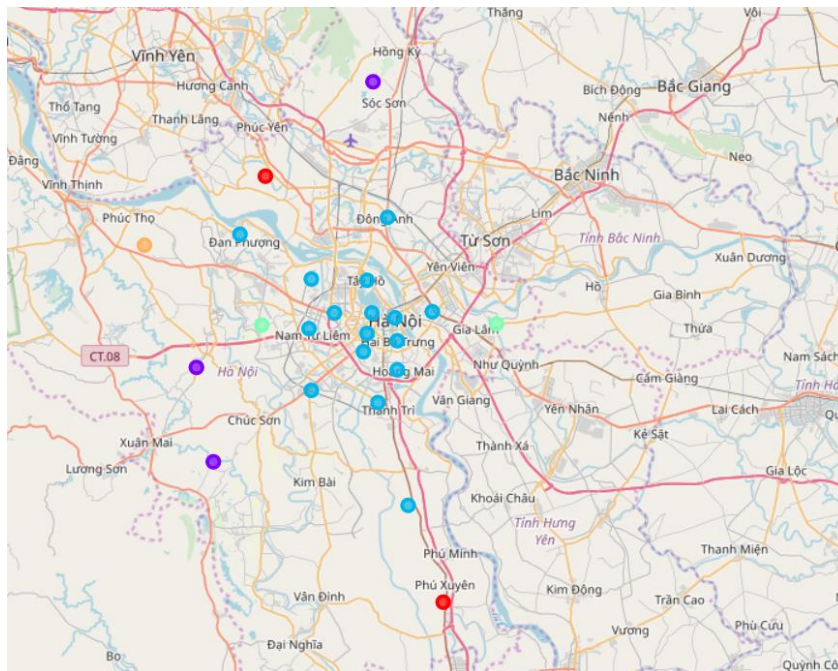 Thắng
Vôi
Hồng Kỳ
Vĩnh Yên
Hương Canh
Sóc Sơn
Bích Động
Bắc Giang
Thổ Tang
Thanh Lãng
Phúc Yên
Nếnh
Vĩnh Tường
Neo
Đăng
Vĩnh Thịnh
Bắc Ninh
Phúc Thọ
Đông Anh
Lim
Đan Phượng
Từ Sơn
Tỉnh Bắc Ninh
Xuân Dương
Yên Viên
Tây Hồ
Hồ
Gia Bình
Hà Nội
Gia Lâm
Thứa
Nam Từ Liêm
Hai Bà Trưng
CT.08
Như Quỳnh
Nam Sách
Hà Nội
Hoàng Mai
Cẩm Giàng
Tỉnh Hả
Văn Giang
Yên Nhân
Lai Cách
Thanh Trì
Chúc Sơn
Kẻ Sặt
Xuân Mai
Thành Xá
Lương Sơn
Gia Lộc
Kim Bài
Khoái Châu
Tỉnh Hưng
Yên
Phú Minh
Thanh Miện
Phú Xuyên
Kim Động
Vân Đình
Trần Cao
Phù Cừu
Vương
Đại Nghĩa
Bo
Quỳnh Cô